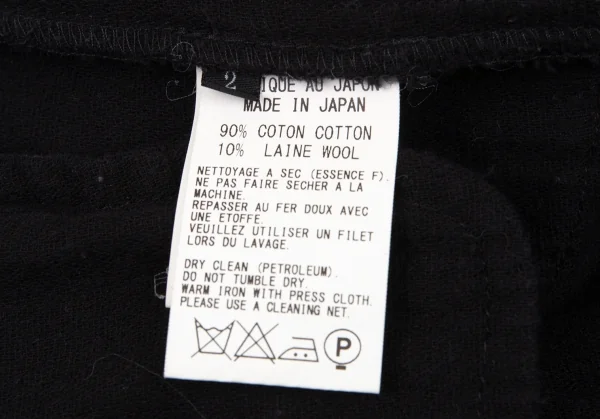 2
IQUE AU JAPON
MADE IN JAPAN
90% COTON COTTON
10% LAINE WOOL
NETTOYAGE A SEC (ESSENCE F).
NE PAS FAIRE SECHER A LA
MACHINE.
REPASSER AU FER DOUX AVEC
UNE ETOFFE.
VEUILLEZ UTILISER UN FILET
LORS DU LAVAGE.
DRY CLEAN (PETROLEUM).
DO NOT TUMBLE DRY.
WARM IRON WITH PRESS CLOTH.
PLEASE USE A CLEANING NET.
P